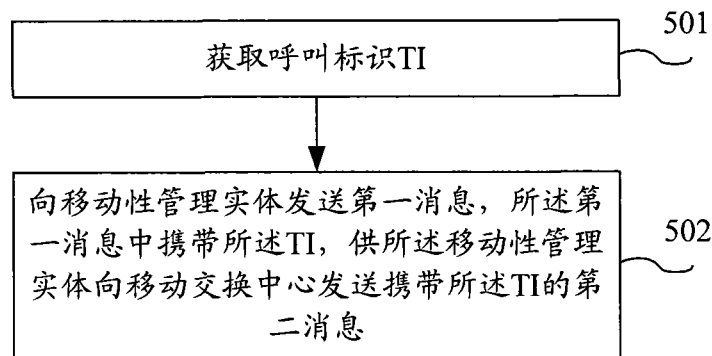 501
获取呼叫标识TI
向移动性管理实体发送第一消息，所述第
一消息中携带所述TI，供所述移动性管理
实体向移动交换中心发送携带所述TI的第
二消息
502